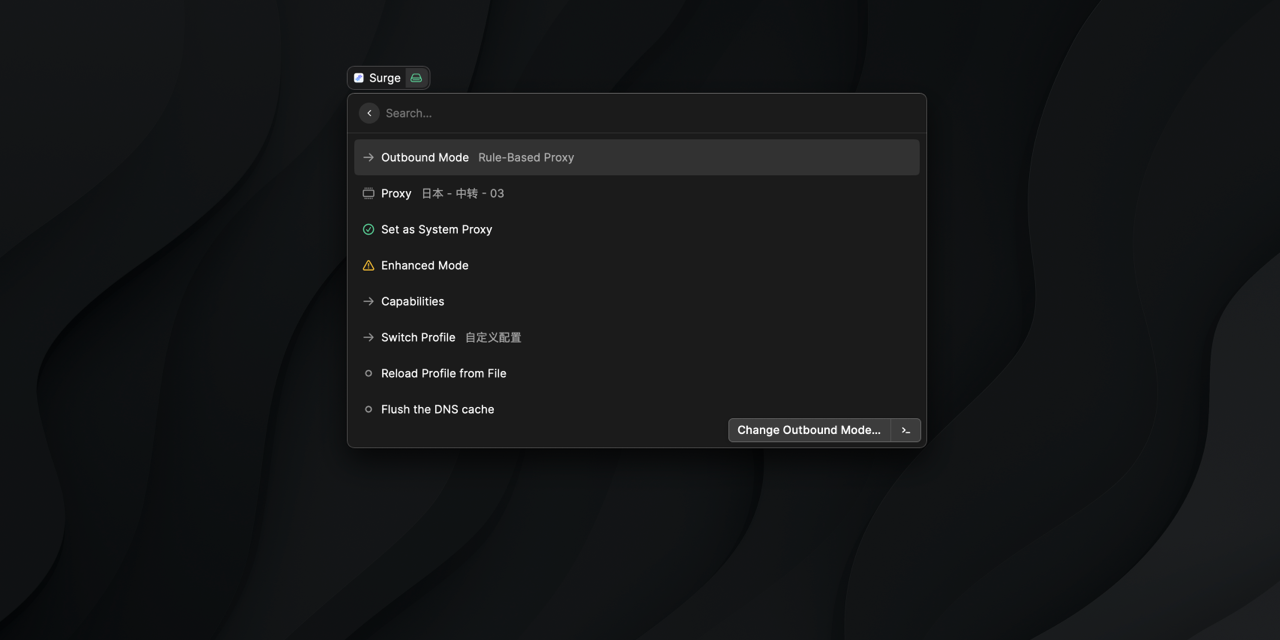 Surge
Search...
Outbound Mode Rule-Based Proxy
Proxy 日本 - 中转 - 03
Set as System Proxy
Enhanced Mode
Capabilities
Switch Profile 自定义配置
Reload Profile from File
Flush the DNS cache
Change Outbound Mode...